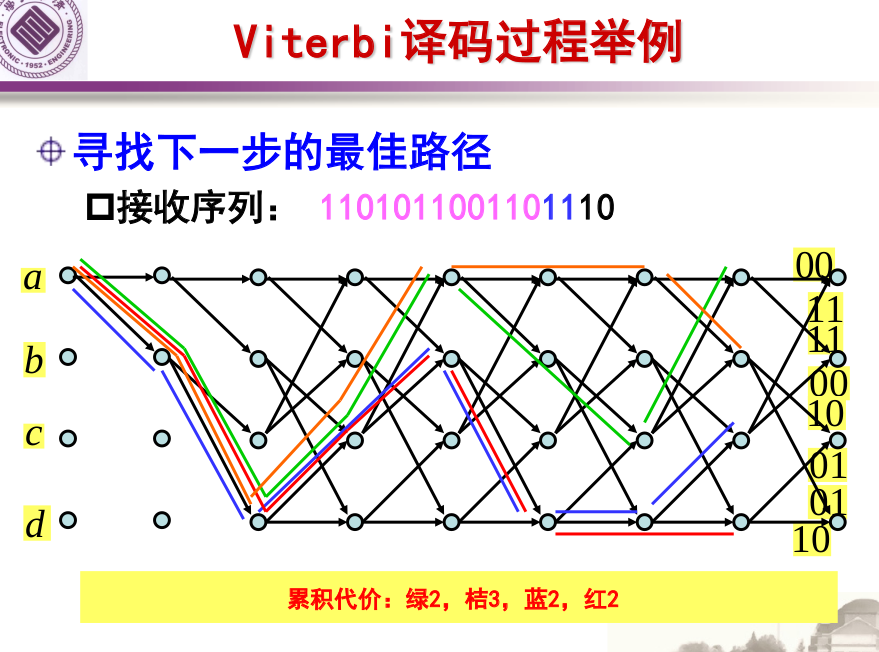 Viterbi译码过程举例
寻找下一步的最佳路径
接收序列： 1101011001101110
a
b
c
d
00
11
11
00
10
01
01
10
累积代价：绿2，桔3，蓝2，红2